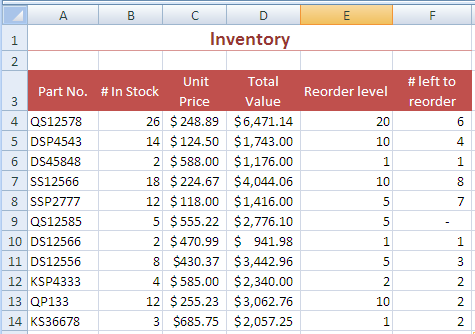 A B C D E F
1 Inventory
2
3 Part No. # In Stock Unit Price Total Value Reorder level # left to reorder
4 QS12578 26 $ 248.89 $ 6,471.14 20 6
5 DSP4543 14 $ 124.50 $ 1,743.00 10 4
6 DS45848 2 $ 588.00 $ 1,176.00 1 1
7 SS12566 18 $ 224.67 $ 4,044.06 10 8
8 SSP2777 12 $ 118.00 $ 1,416.00 5 7
9 QS12585 5 $ 555.22 $ 2,776.10 5 -
10 DS12566 2 $ 470.99 $ 941.98 1 1
11 DS12556 8 $430.37 $ 3,442.96 5 3
12 KSP4333 4 $ 585.00 $ 2,340.00 2 2
13 QP133 12 $ 255.23 $ 3,062.76 10 2
14 KS36678 3 $685.75 $ 2,057.25 1 2